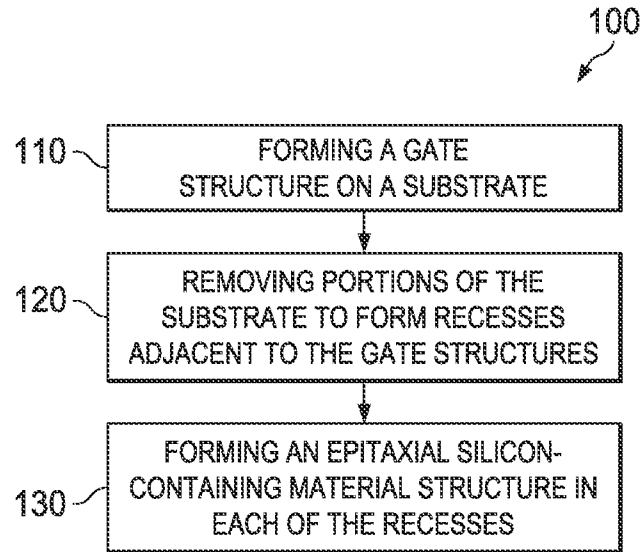 100
110
FORMING A GATE
STRUCTURE ON A SUBSTRATE
120
REMOVING PORTIONS OF THE
SUBSTRATE TO FORM RECESSES
ADJACENT TO THE GATE STRUCTURES
130
FORMING AN EPITAXIAL SILICON-
CONTAINING MATERIAL STRUCTURE IN
EACH OF THE RECESSES